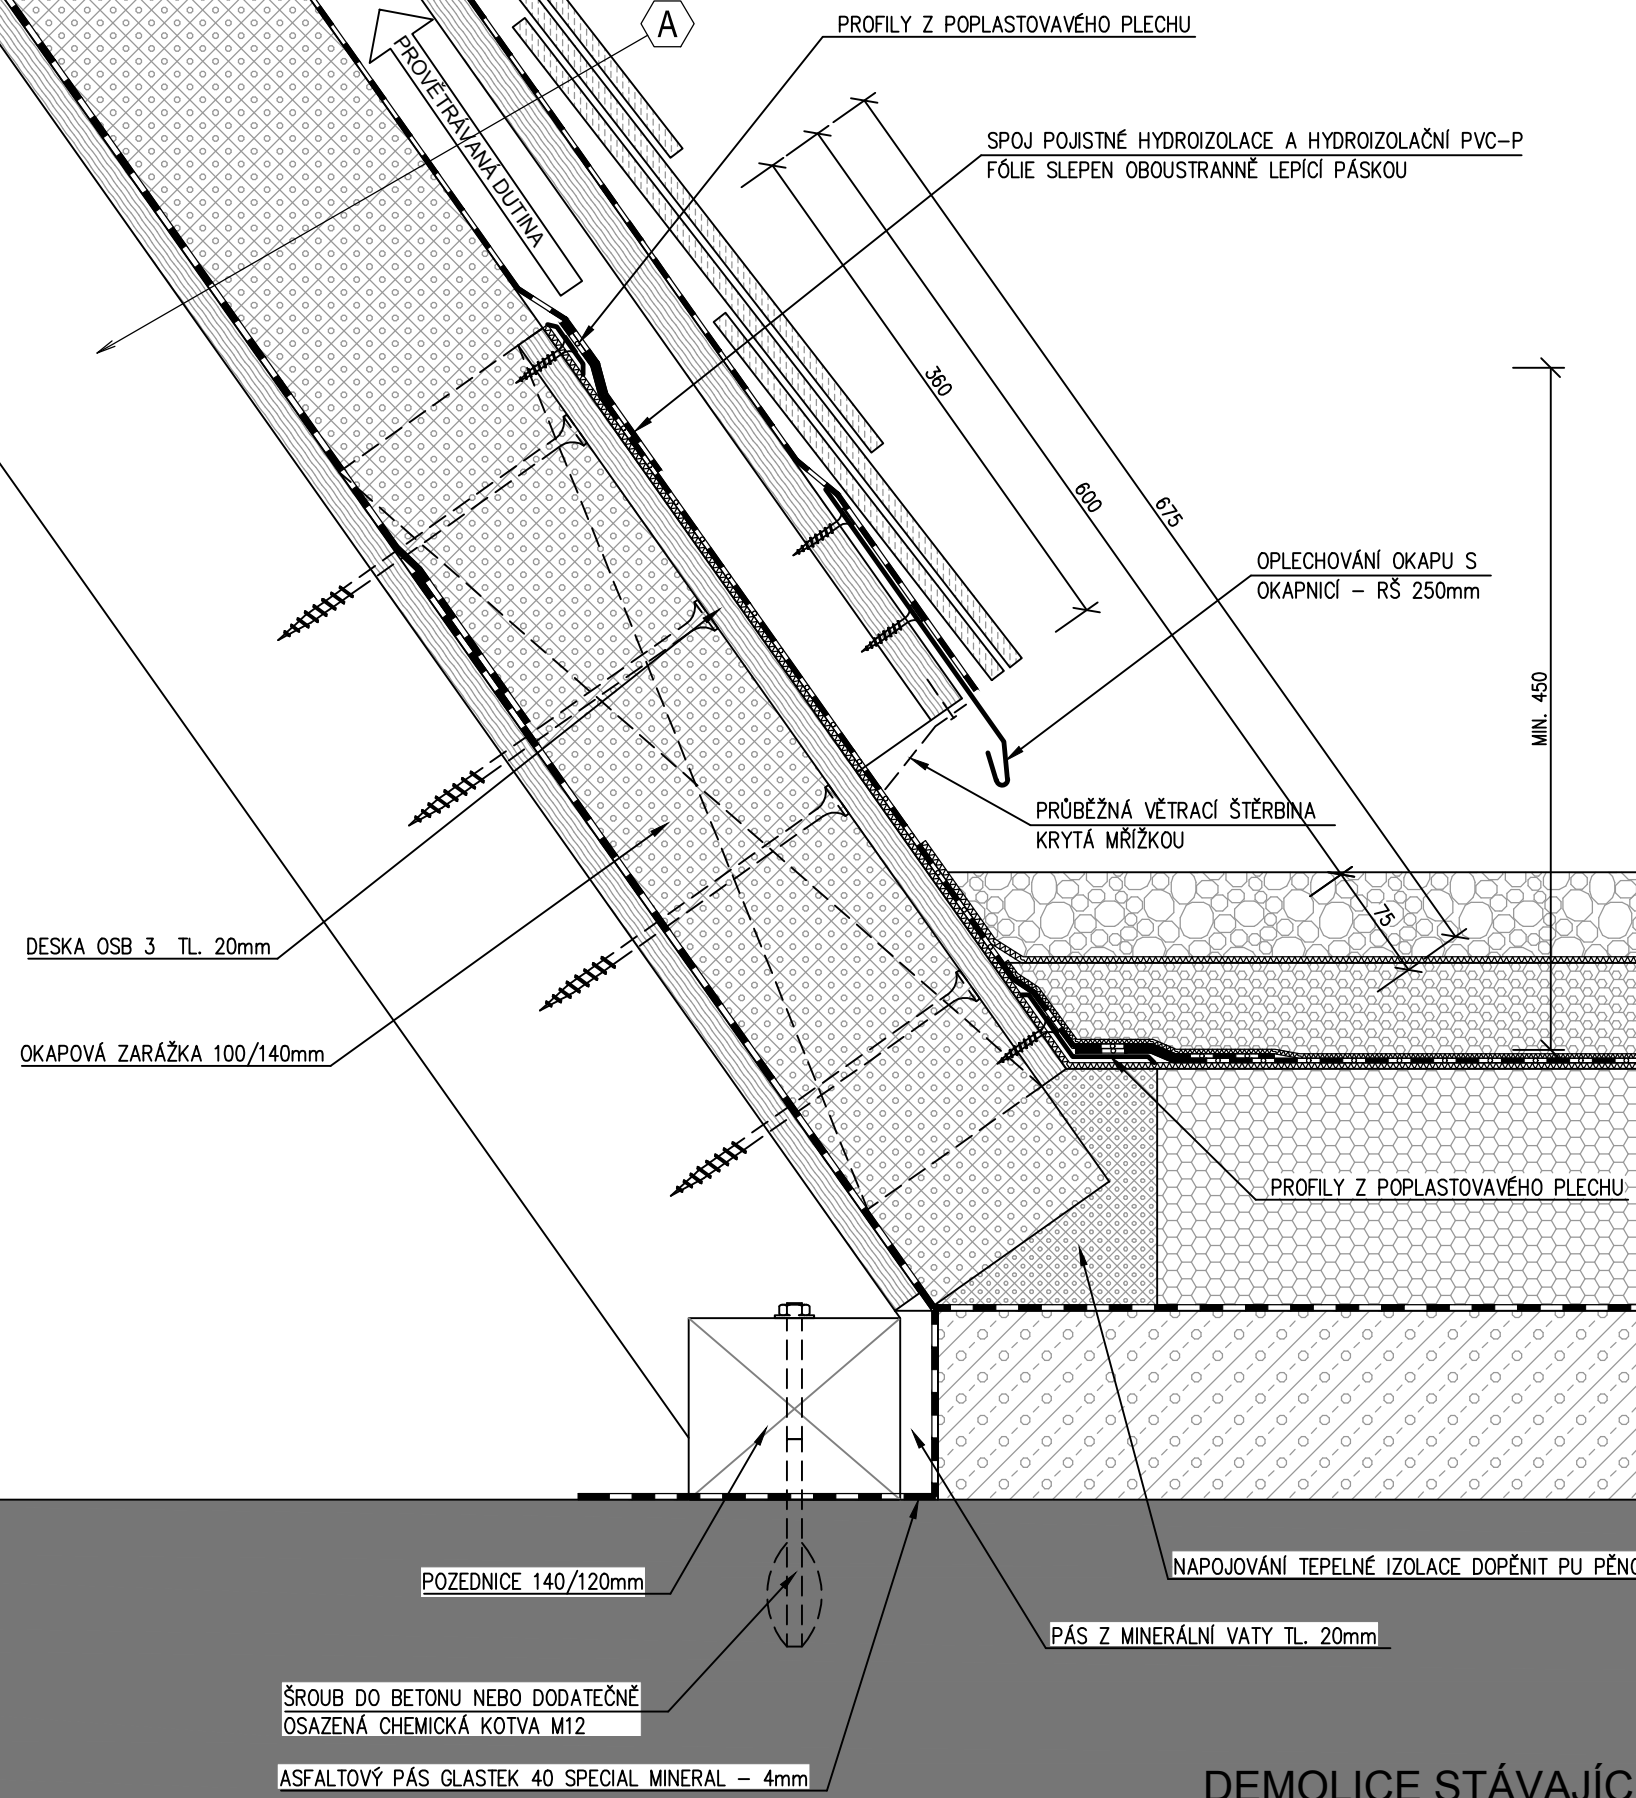 A
PROFILY Z POPLASTOVAVÉHO PLECHU
PROVĚTRÁVANÁ DUTINA
SPOJ POJISTNÉ HYDROIZOLACE A HYDROIZOLAČNÍ PVC-P
FÓLIE SLEPEN OBOUSTRANNĚ LEPÍCÍ PÁSKOU
360
600
675
OPLECHOVÁNÍ OKAPU S
OKAPNICÍ - RŠ 250mm
MIN. 450
PRŮBĚŽNÁ VĚTRACÍ ŠTĚRBINA
KRYTÁ MŘÍŽKOU
75
DESKA OSB 3 TL. 20mm
OKAPOVÁ ZARÁŽKA 100/140mm
PROFILY Z POPLASTOVAVÉHO PLECHU
NAPOJOVÁNÍ TEPELNÉ IZOLACE DOPĚNIT PU PĚNO
POZEDNICE 140/120mm
PÁS Z MINERÁLNÍ VATY TL. 20mm
ŠROUB DO BETONU NEBO DODATEČNĚ
OSAZENÁ CHEMICKÁ KOTVA M12
ASFALTOVÝ PÁS GLASTEK 40 SPECIAL MINERAL - 4mm
DEMOLICE STÁVAJÍC